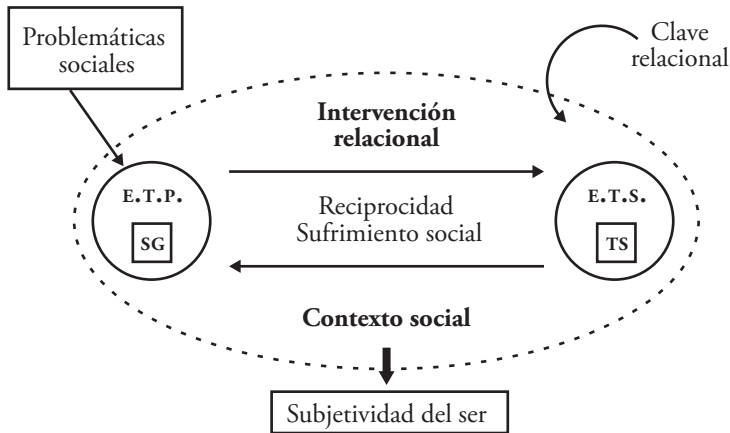 Problemáticas
sociales
Clave
relacional
Intervención
relacional
E.T.P.
E.T.S.
Reciprocidad
Sufrimiento social
SG
TS
Contexto social
Subjetividad del ser